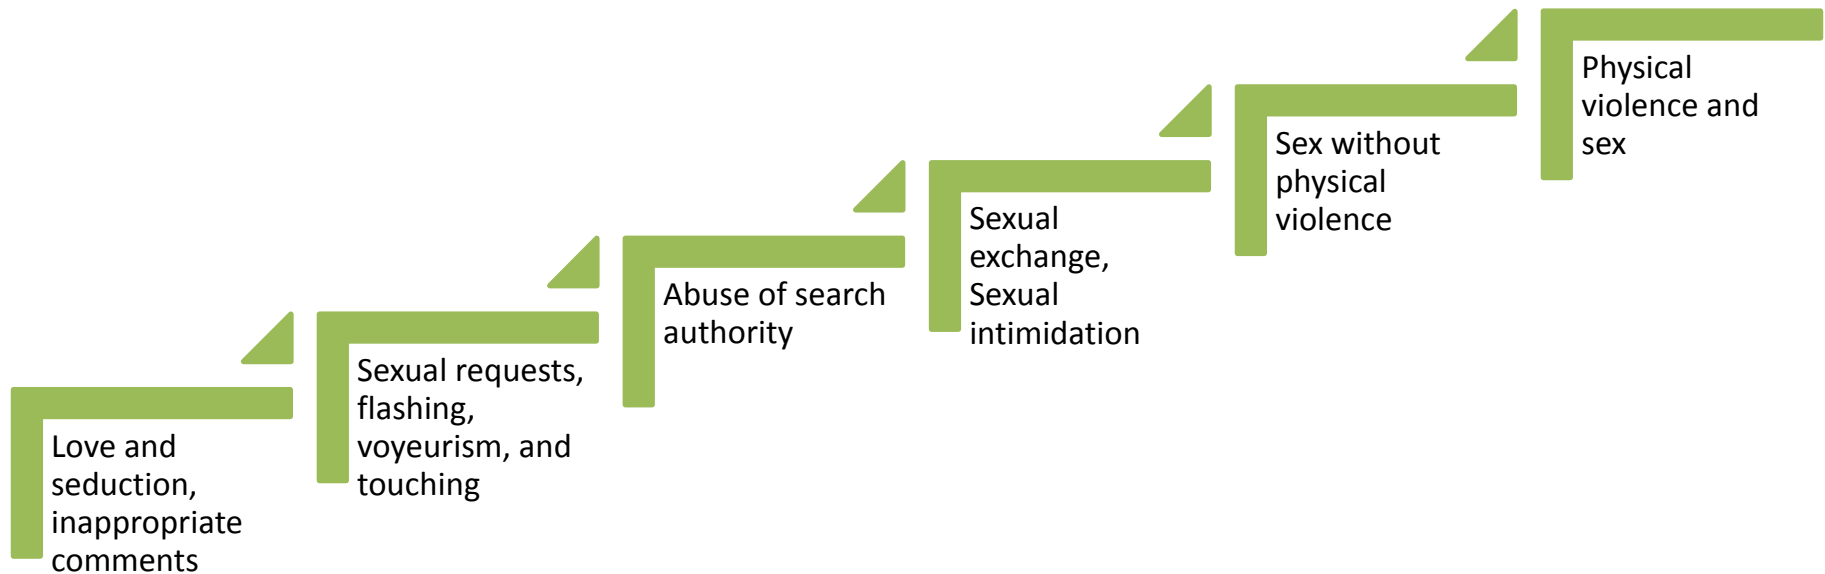 Love and
seduction,
inappropriate
comments
Sexual requests,
flashing,
voyeurism, and
touching
Abuse of search
authority
Sexual
exchange,
Sexual
intimidation
Sex without
physical
violence
Physical
violence and
sex